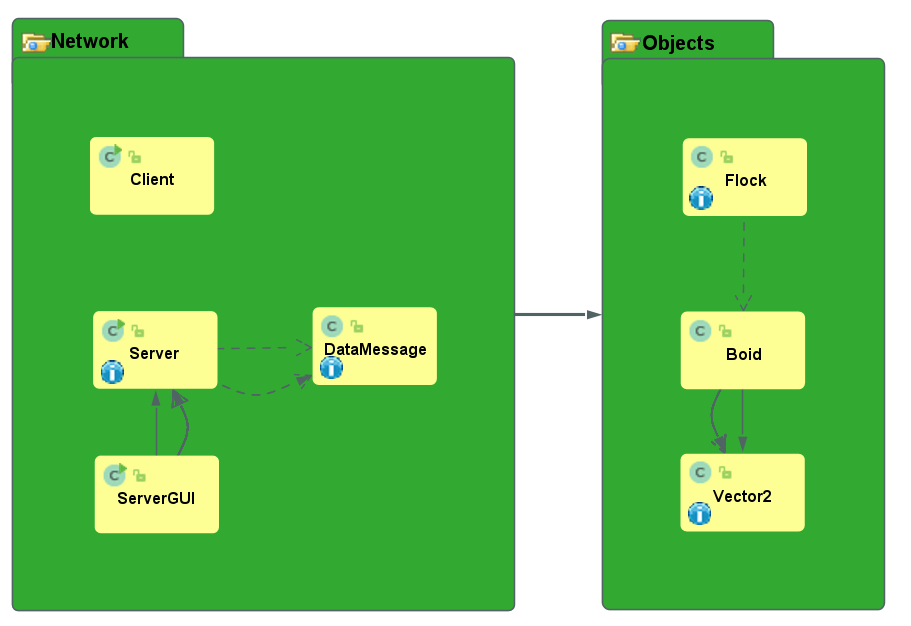 Network
Client
Server
DataMessage
ServerGUI
Objects
Flock
Boid
Vector2